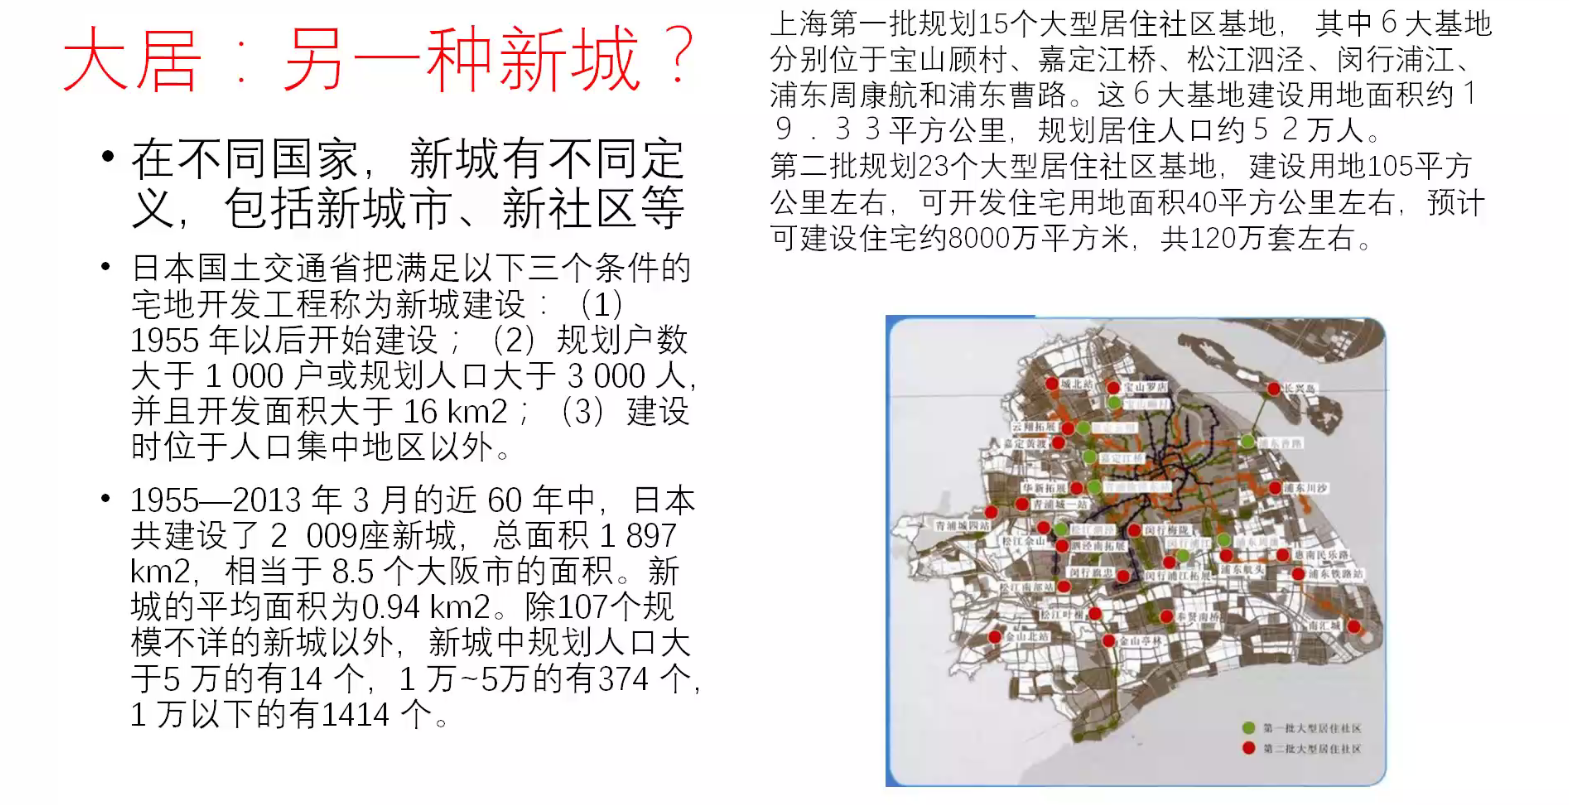 大居：另一种新城？
• 在不同国家，新城有不同定
义，包括新城市、新社区等
• 日本国土交通省把满足以下三个条件的
宅地开发工程称为新城建设：（1）
1955 年以后开始建设；（2）规划户数
大于 1 000 户或规划人口大于 3 000 人，
并且开发面积大于 16 km2；（3）建设
时位于人口集中地区以外。
• 1955—2013 年 3 月的近 60 年中，日本
共建设了 2 009座新城，总面积 1 897
km2，相当于 8.5 个大阪市的面积。新
城的平均面积为0.94 km2。除107个规
模不详的新城以外，新城中规划人口大
于5 万的有14 个，1 万~5万的有374 个，
1 万以下的有1414 个。
上海第一批规划15个大型居住社区基地，其中６大基地
分别位于宝山顾村、嘉定江桥、松江泗泾、闵行浦江、
浦东周康航和浦东曹路。这６大基地建设用地面积约１
９．３３平方公里，规划居住人口约５２万人。
第二批规划23个大型居住社区基地，建设用地105平方
公里左右，可开发住宅用地面积40平方公里左右，预计
可建设住宅约8000万平方米，共120万套左右。
城北站
宝山罗店
长兴岛
宝山顾村
云翔拓展
嘉定黄渡
浦东曹路
嘉定江桥
华新拓展
浦东川沙
青浦城一站
青浦城四站
松江泗泾
闵行梅陇
松江佘山
泗泾南拓展
闵行浦江
惠南民乐路
浦东航头
闵行旗忠
闵行浦江拓展
浦东铁路站
松江南部站
松江叶榭
奉贤南桥
南汇城
金山北站
金山亭林
第一批大型居住社区
第二批大型居住社区